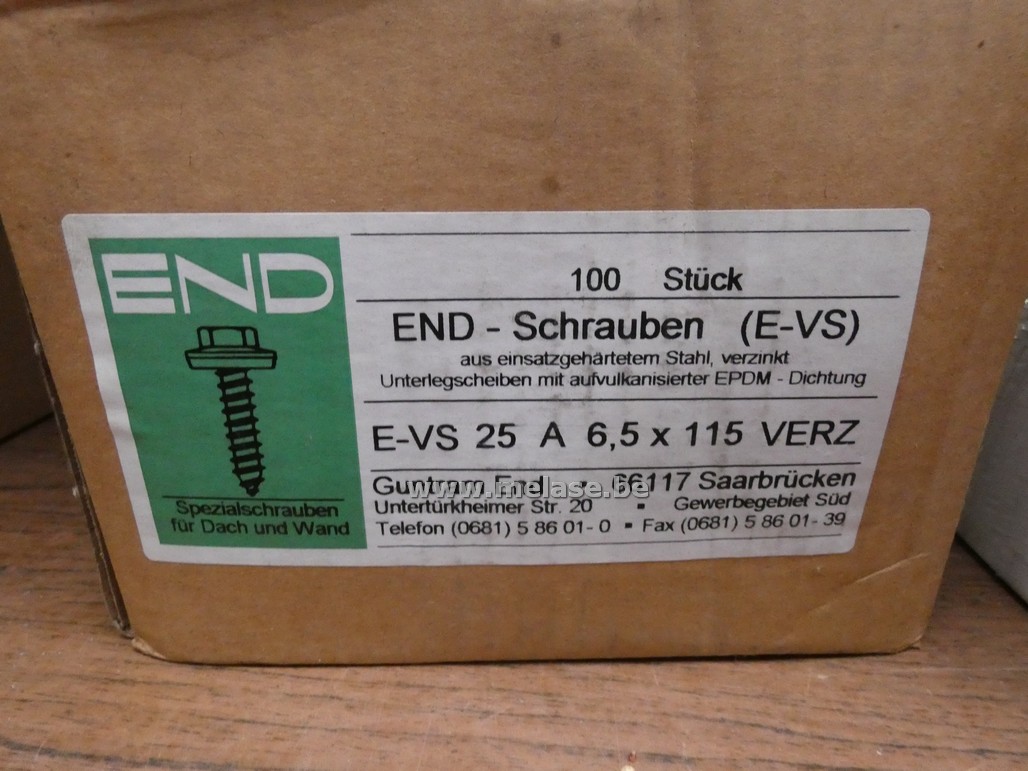 END
Spezialschrauben
für Dach und Wand
100 Stück
END - Schrauben (E-VS)
aus einsatzgehärtetem Stahl, verzinkt
Unterlegscheiben mit aufvulkanisierter EPDM - Dichtung
E-VS 25 A 6,5 x 115 VERZ
Guntram End ▪ 66117 Saarbrücken
www.melase.be
Untertürkheimer Str. 20 ▪ Gewerbegebiet Süd
Telefon (0681) 5 86 01- 0 ▪ Fax (0681) 5 86 01- 39